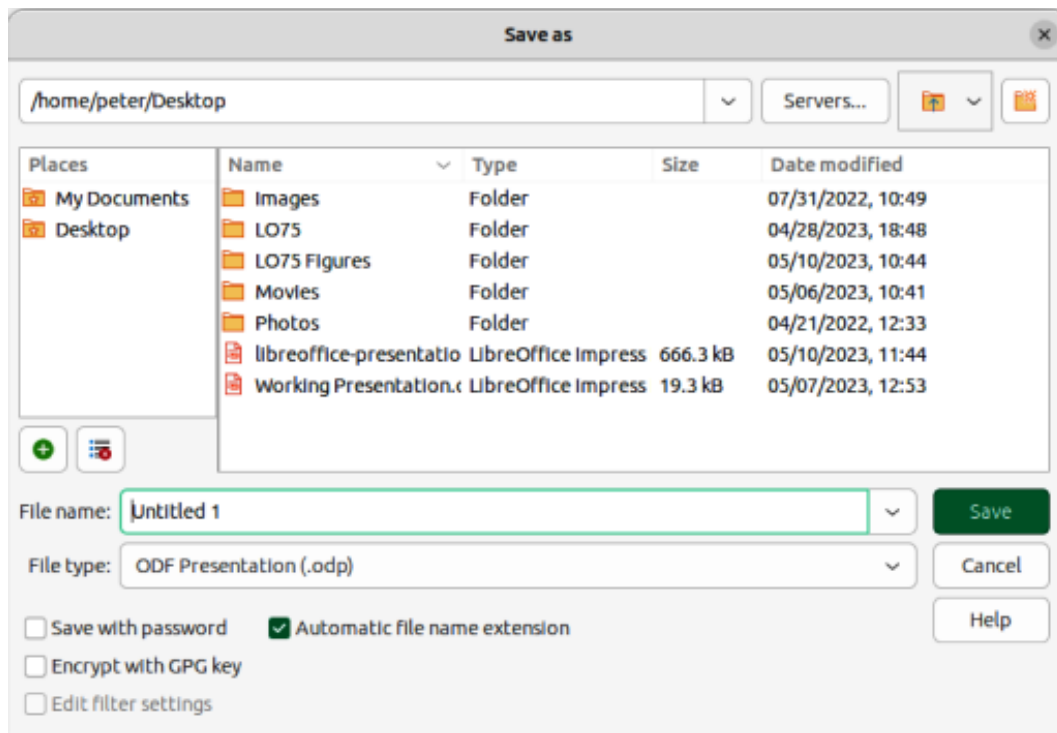 Save as
/home/peter/Desktop Servers...
Places Name Type Size Date modified
My Documents Images Folder 07/31/2022, 10:49
Desktop LO75 Folder 04/28/2023, 18:48
LO75 Figures Folder 05/10/2023, 10:44
Movies Folder 05/06/2023, 10:41
Photos Folder 04/21/2022, 12:33
libreoffice-presentatio LibreOffice Impress 666.3 kB 05/10/2023, 11:44
Working Presentation. LibreOffice Impress 19.3 kB 05/07/2023, 12:53
File name: Untitled 1 Save
File type: ODF Presentation (.odp) Cancel
Save with password Automatic file name extension Help
Encrypt with GPG key
Edit filter settings